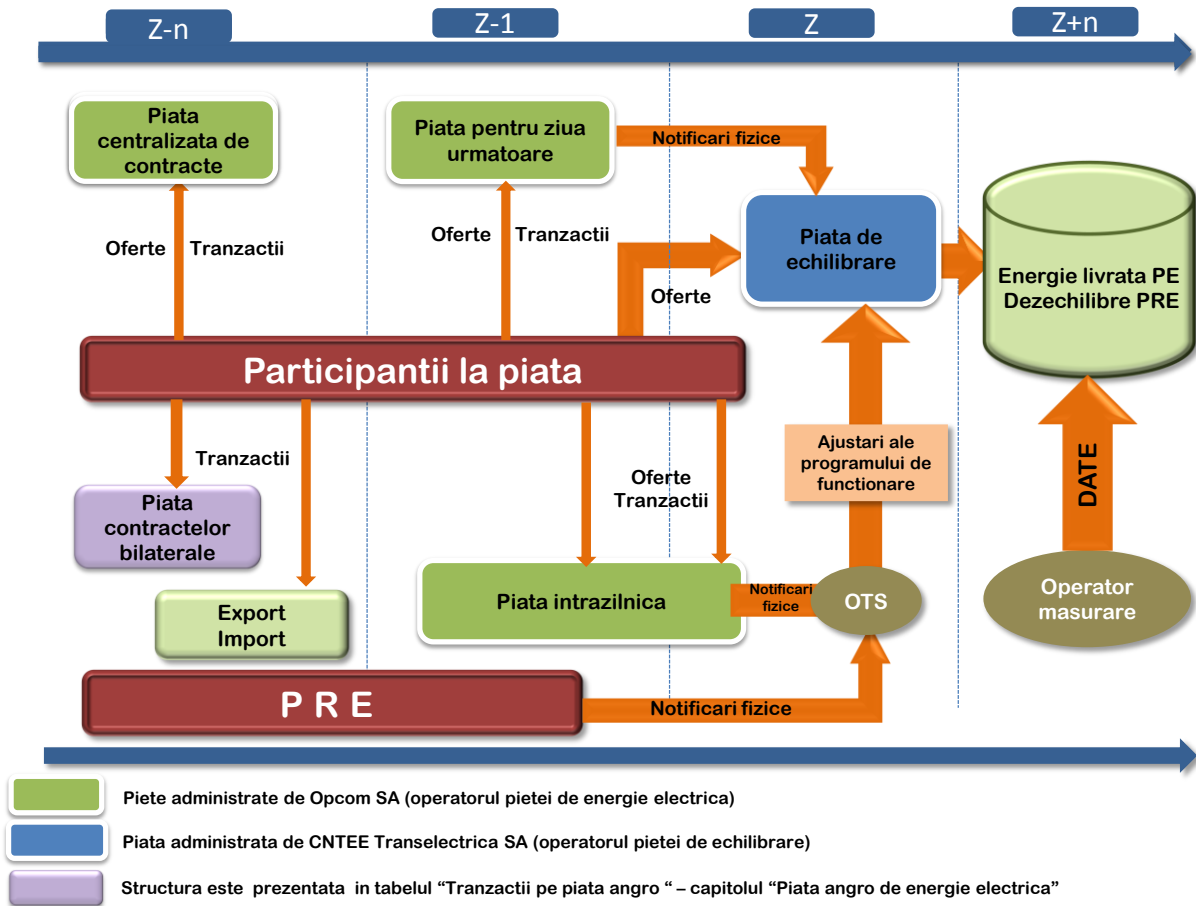 Z-n
Z-1
Z
Z+n
Piata
centralizata de
contracte
Piata pentru ziua
urmatoare
Notificari fizice
Piata de
echilibrare
Energie livrata PE
Dezechilibre PRE
Oferte
Tranzactii
Oferte
Tranzactii
Oferte
Participantii la piata
Tranzactii
Oferte
Tranzactii
Ajustari ale
programului de
functionare
DATE
Piata
contractelor
bilaterale
Export
Import
Piata intrazilnica
Notificari
fizice
OTS
Operator
masurare
P R E
Notificari fizice
Piete administrate de Opcom SA (operatorul pietei de energie electrica)
Piata administrata de CNTEE Transelectrica SA (operatorul pietei de echilibrare)
Structura este prezentata in tabelul “Tranzactii pe piata angro “ – capitolul “Piata angro de energie electrica”